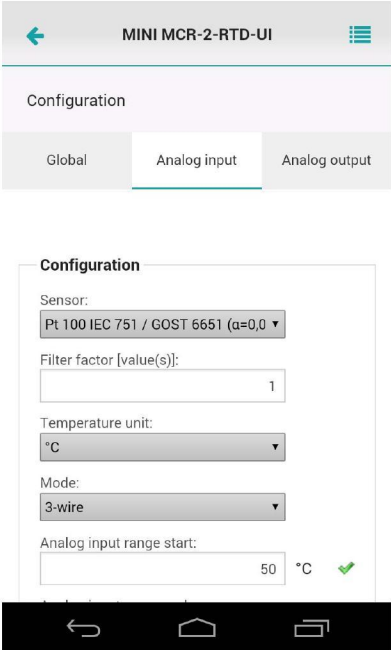 MINI MCR-2-RTD-UI
Configuration
Global Analog input Analog output
Configuration
Sensor:
Pt 100 IEC 751 / GOST 6651 (α=0,0
Filter factor [value(s)]:
1
Temperature unit:
°C
Mode:
3-wire
Analog input range start:
50 °C